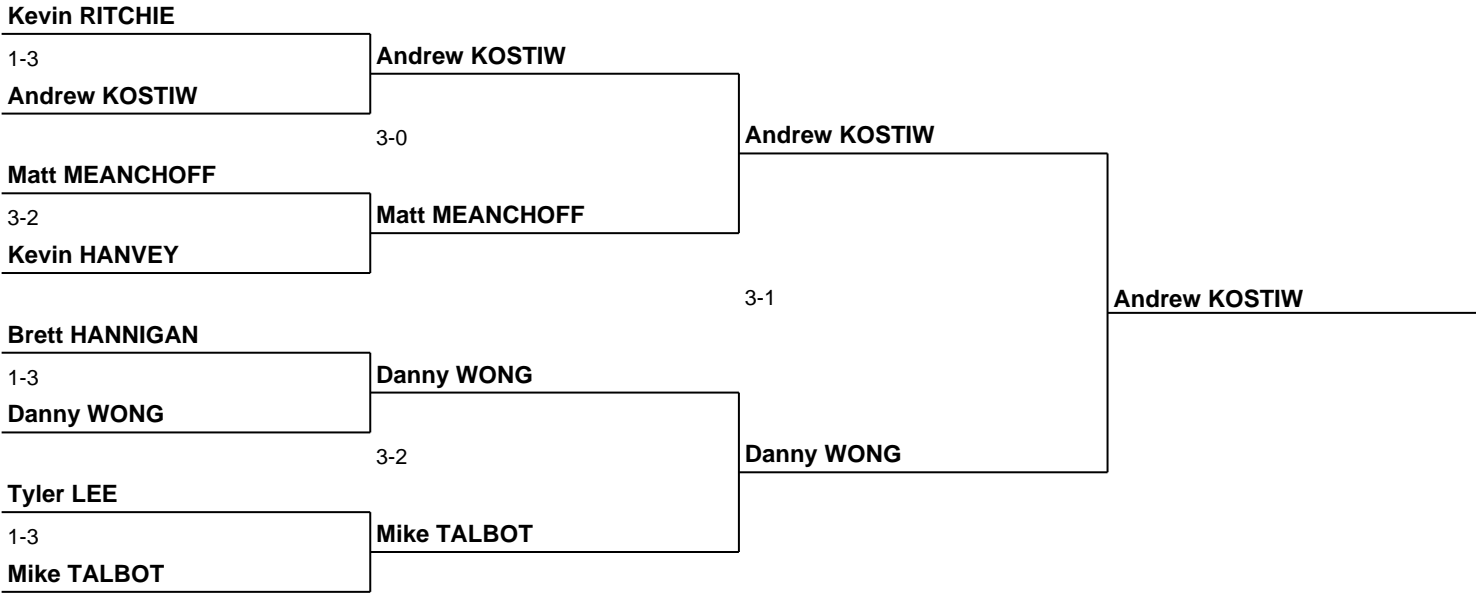 Kevin RITCHIE
1-3
Andrew KOSTIW
Andrew KOSTIW
3-0
Andrew KOSTIW
Matt MEANCHOFF
3-2
Matt MEANCHOFF
Kevin HANVEY
3-1
Andrew KOSTIW
Brett HANNIGAN
1-3
Danny WONG
Danny WONG
3-2
Danny WONG
Tyler LEE
1-3
Mike TALBOT
Mike TALBOT